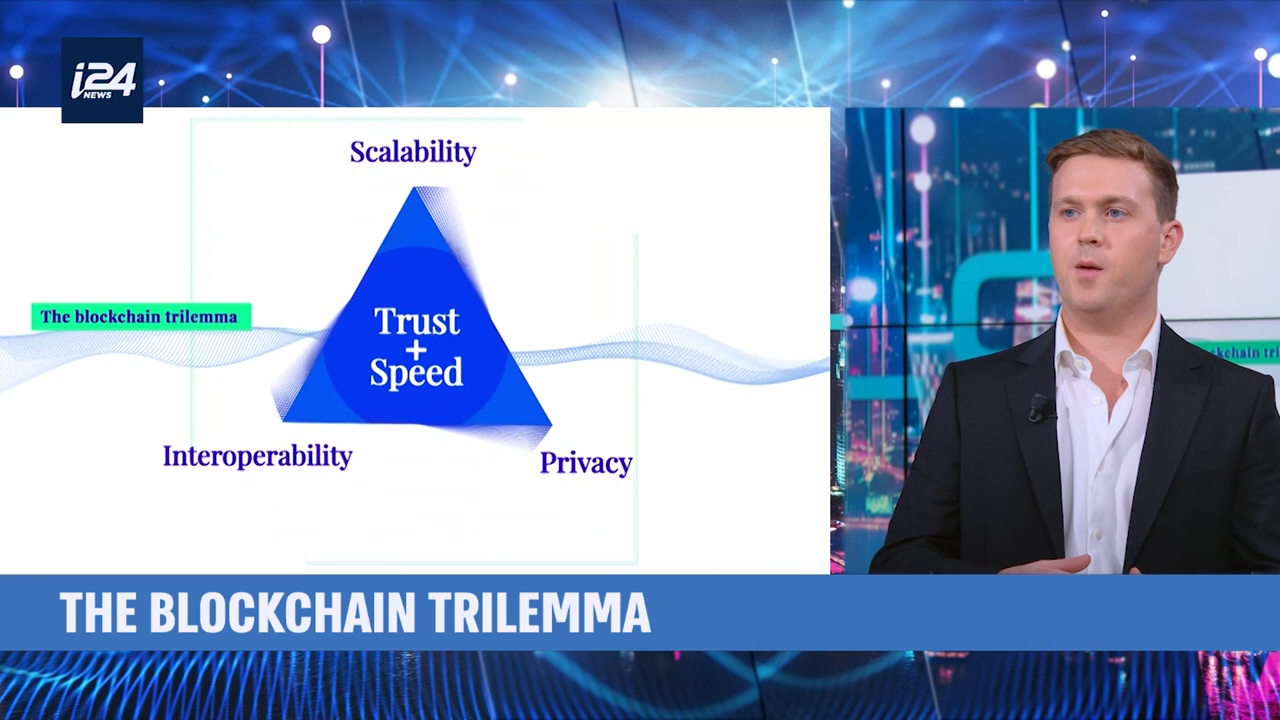 i24
NEWS
Scalability
The blockchain trilemma
Trust
+
Speed
Interoperability
Privacy
THE BLOCKCHAIN TRILEMMA